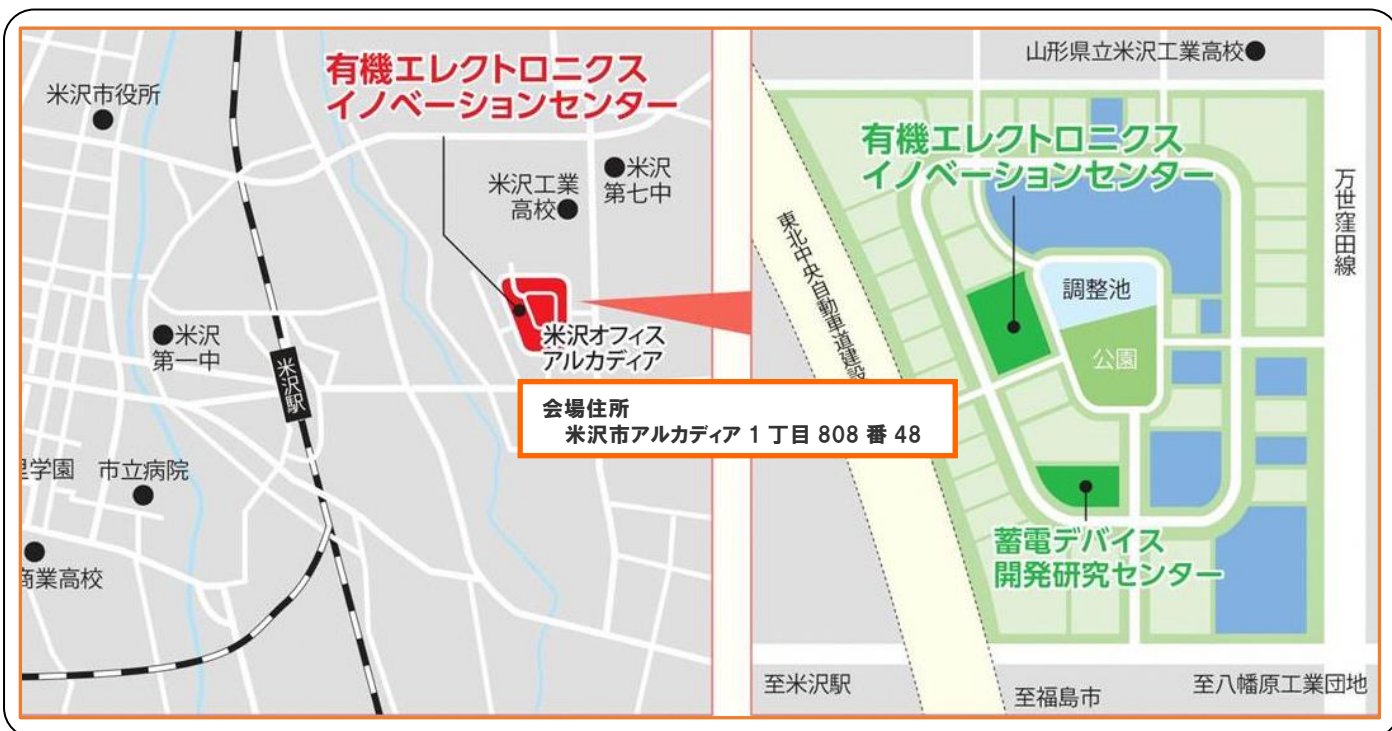 有機エレクトロニクス
イノベーションセンター
米沢市役所
米沢工業
高校
米沢
第七中
米沢
第一中
米沢駅
米沢オフィス
アルカディア
学園
市立病院
商業高校
会場住所
米沢市アルカディア 1 丁目 808 番 48
山形県立米沢工業高校
有機エレクトロニクス
イノベーションセンター
万世窪田線
東北中央自動車道建設
調整池
公園
蓄電デバイス
開発研究センター
至米沢駅
至福島市
至八幡原工業団地